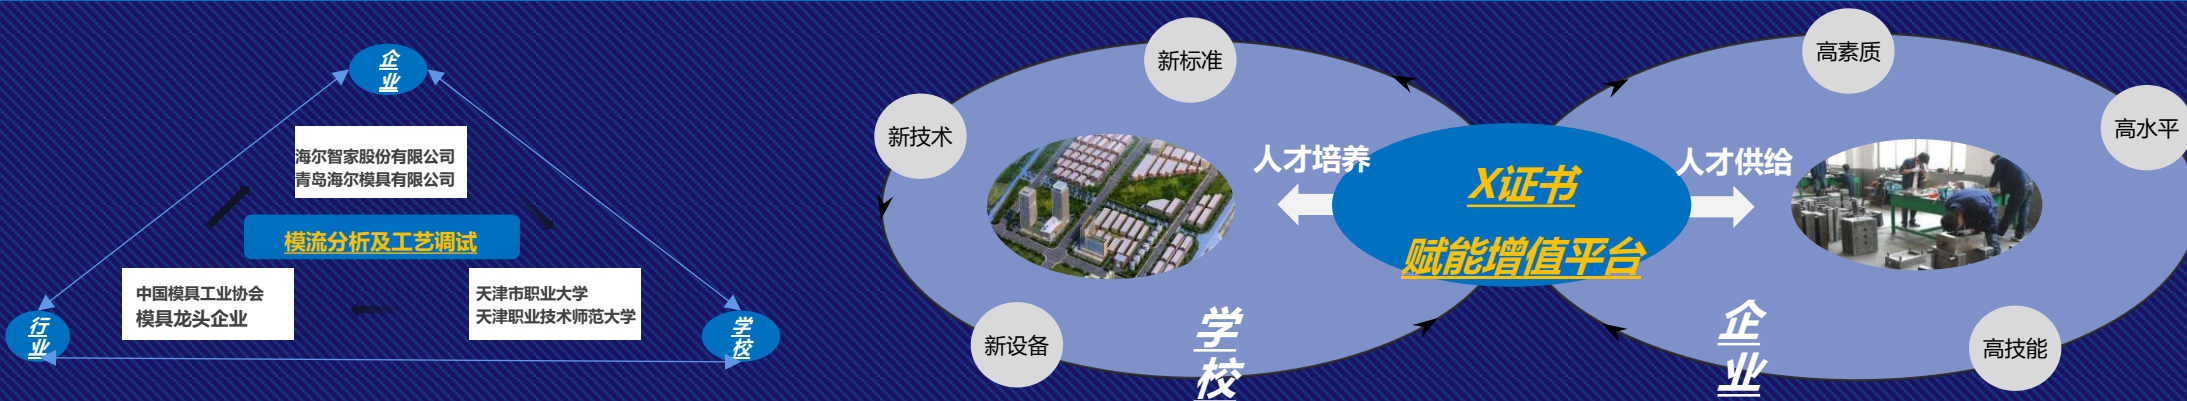 企
业
海尔智家股份有限公司
青岛海尔模具有限公司
模流分析及工艺调试
中国模具工业协会
模具龙头企业
天津市职业大学
天津职业技术师范大学
行
业
学
校
新标准
新技术
新设备
人才培养
X证书
赋能增值平台
人才供给
学
校
企
业
高素质
高水平
高技能